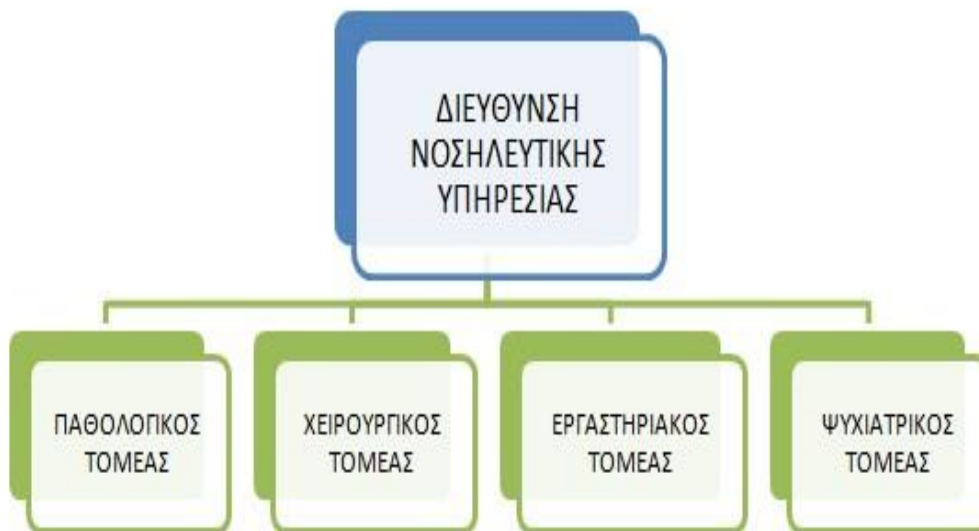 ΔΙΕΥΘΥΝΣΗ
ΝΟΣΗΛΕΥΤΙΚΗΣ
ΥΠΗΡΕΣΙΑΣ
ΠΑΘΟΛΟΓΙΚΟΣ
ΤΟΜΕΑΣ
ΧΕΙΡΟΥΡΓΙΚΟΣ
ΤΟΜΕΑΣ
ΕΡΓΑΣΤΗΡΙΑΚΟΣ
ΤΟΜΕΑΣ
ΨΥΧΙΑΤΡΙΚΟΣ
ΤΟΜΕΑΣ